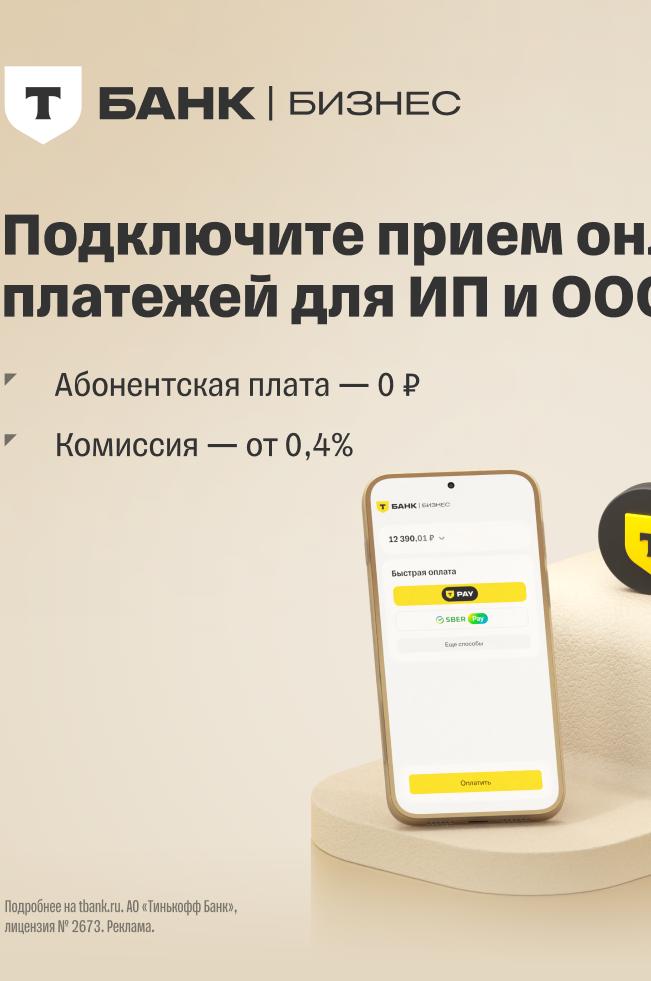 Т БАНК | БИЗНЕС
Подключите прием он
платежей для ИП и ООО
Абонентская плата — 0 ₽
Комиссия — от 0,4%
Т БАНК | БИЗНЕС
12 390,01 ₽
Быстрая оплата
Т PAY
SBER Pay
Еще способы
Оплатить
Т
Подробнее на tbank.ru. АО «Тинькофф Банк»,
лицензия № 2673. Реклама.